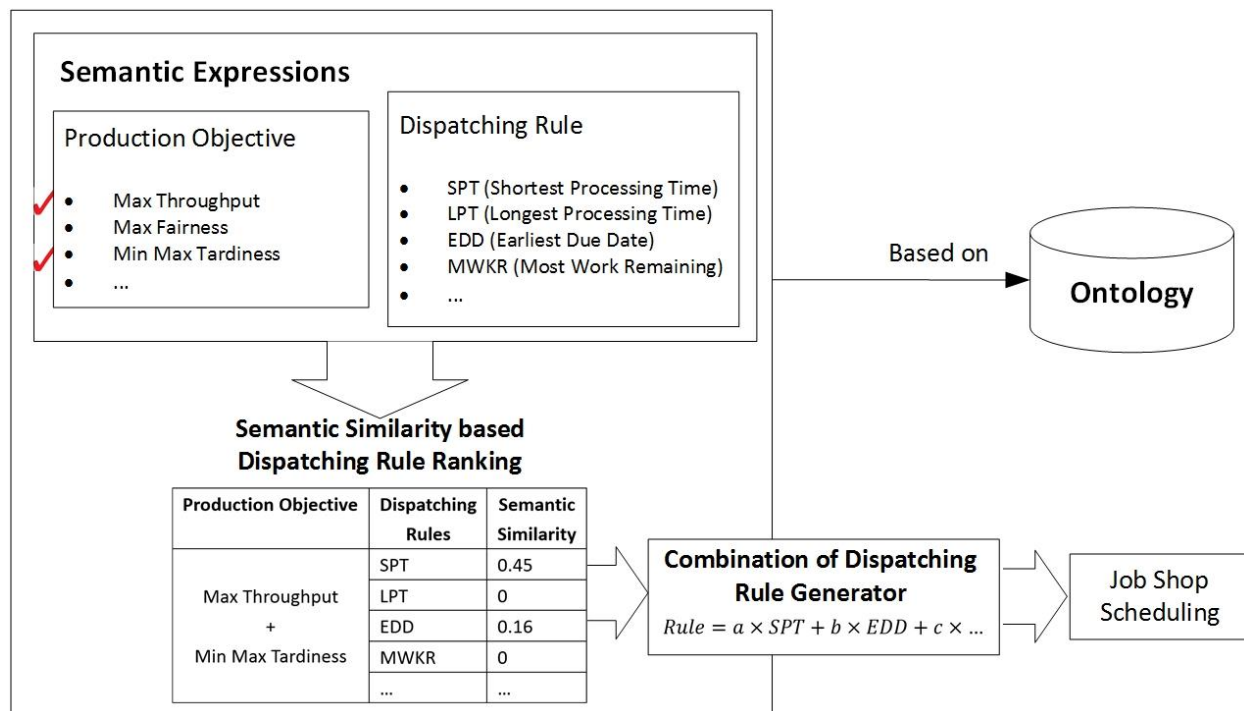 Semantic Expressions
Production Objective
• Max Throughput
• Max Fairness
• Min Max Tardiness
• ...
Dispatching Rule
• SPT (Shortest Processing Time)
• LPT (Longest Processing Time)
• EDD (Earliest Due Date)
• MWKR (Most Work Remaining)
• ...
Based on
Ontology
Semantic Similarity based
Dispatching Rule Ranking
Production Objective
Dispatching
Rules
Semantic
Similarity
Max Throughput
+
Min Max Tardiness
SPT 0.45
LPT 0
EDD 0.16
MWKR 0
...
...
Combination of Dispatching
Rule Generator
Rule = a × SPT + b × EDD + c × ...
Job Shop
Scheduling